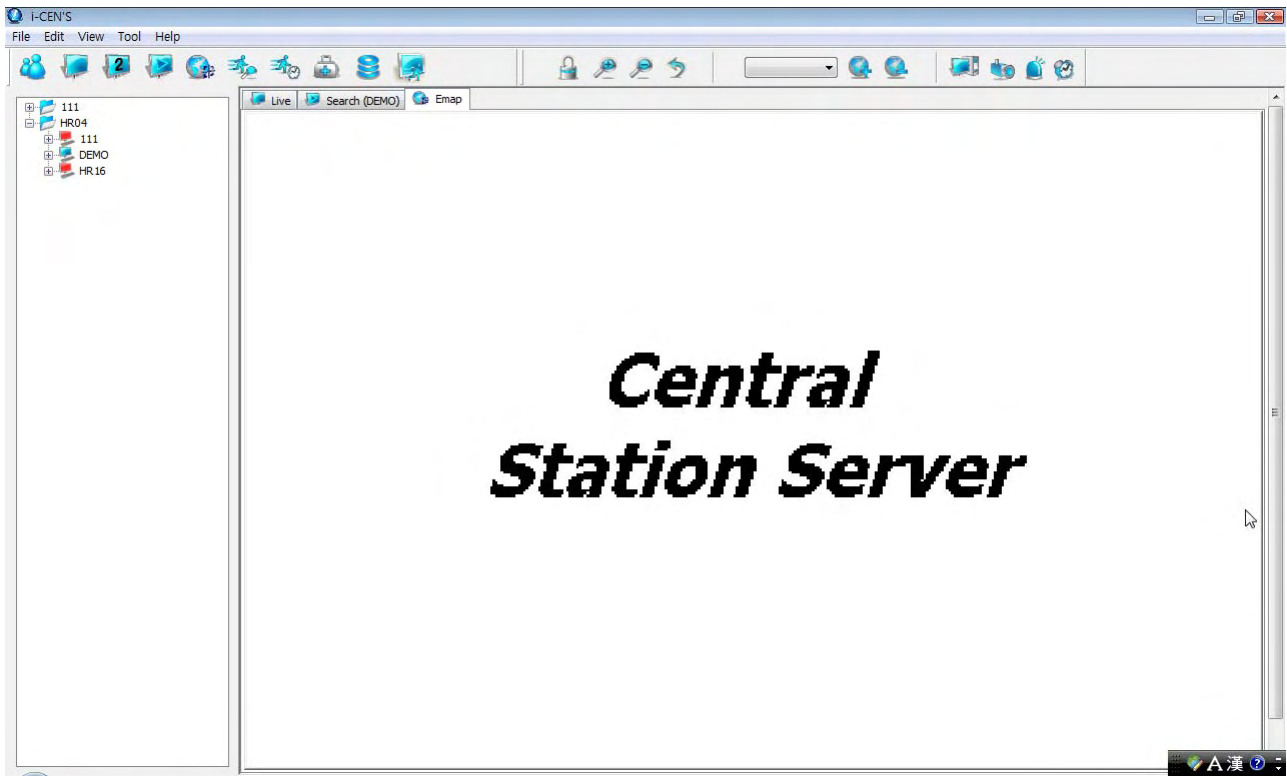 i-CEN'S
File Edit View Tool Help
2
Live Search (DEMO) Emap
111
HR04
111
DEMO
HR16
Central
Station Server
A 漢 ?